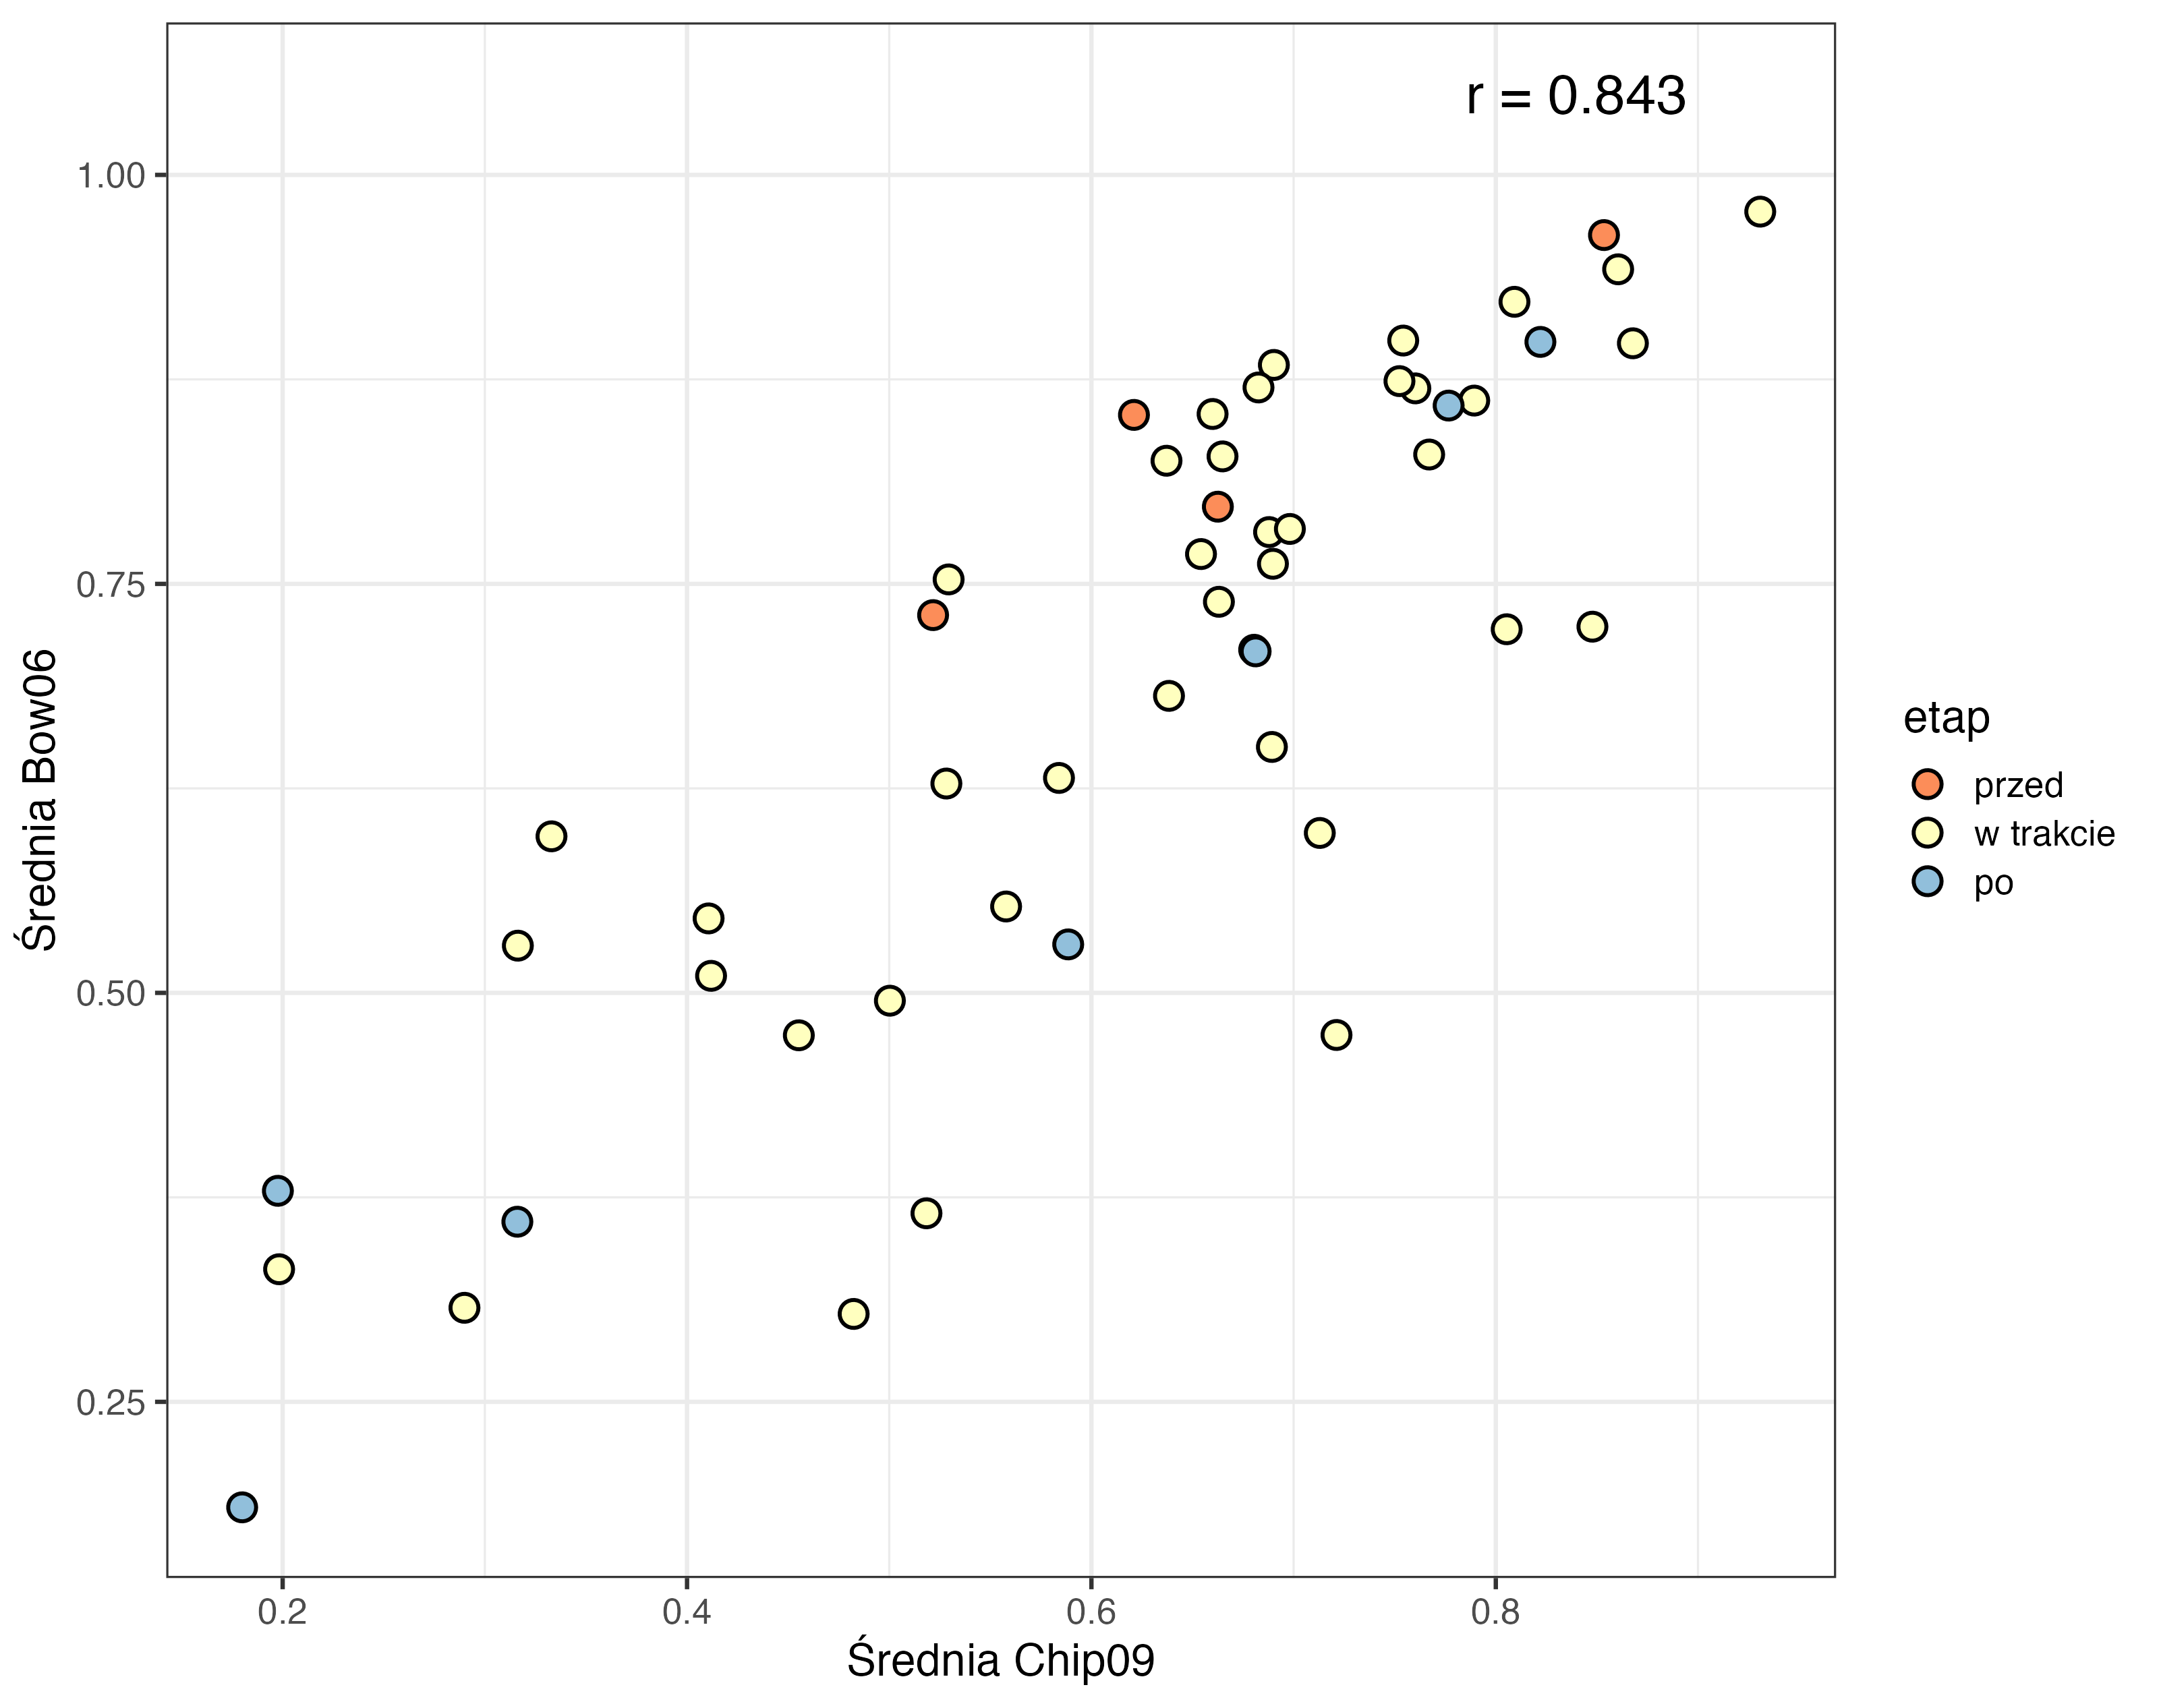 r = 0.843
1.00
0.75
0.50
0.25
Średnia Bow06
0.2
0.4
0.6
0.8
Średnia Chip09
etap
przed
w trakcie
po